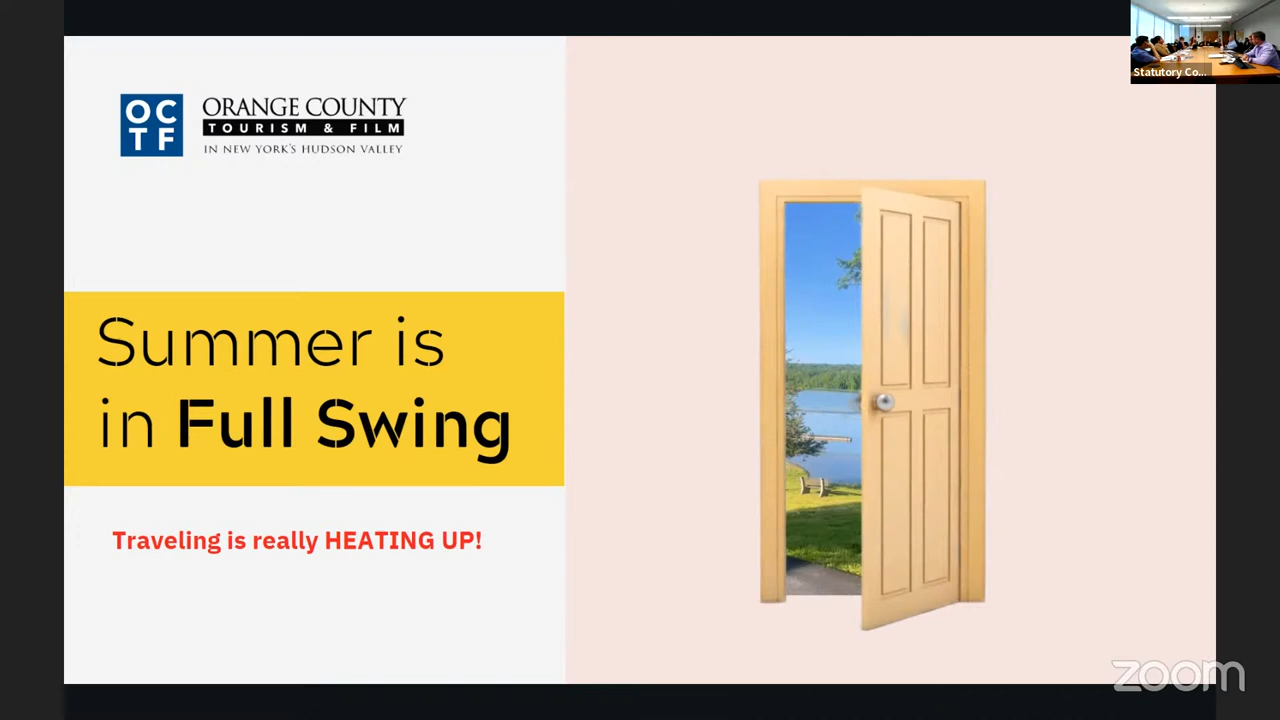 Statutory Co...
OC
TF
ORANGE COUNTY
TOURISM & FILM
IN NEW YORK'S HUDSON VALLEY
Summer is
in Full Swing
Traveling is really HEATING UP!
zoom